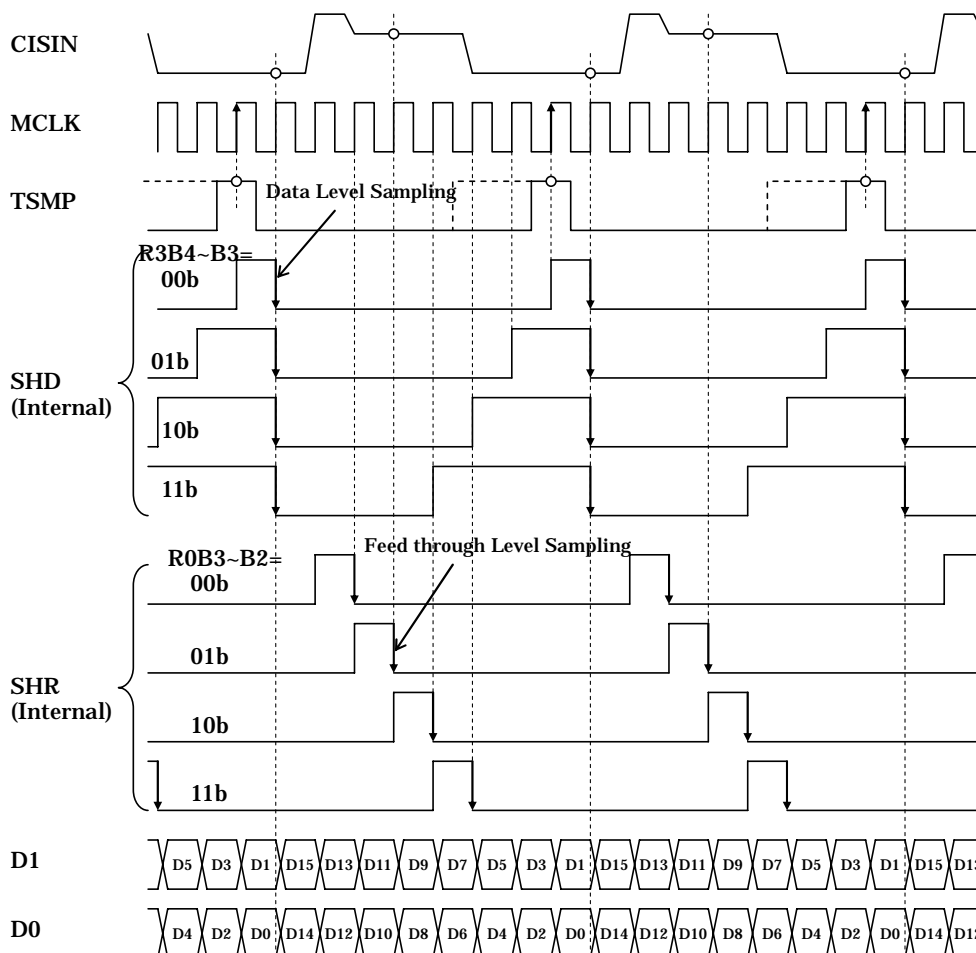 CISIN
MCLK
TSMP
Data Level Sampling
R3B4~B3=
00b
01b
SHD
(Internal)
10b
11b
Feed through Level Sampling
R0B3~B2=
00b
01b
SHR
(Internal)
10b
11b
D1 D5 D3 D1 D15 D13 D11 D9 D7 D5 D3 D1 D15 D13 D11 D9 D7 D5 D3 D1 D15 D13
D0 D4 D2 D0 D14 D12 D10 D8 D6 D4 D2 D0 D14 D12 D10 D8 D6 D4 D2 D0 D14 D12